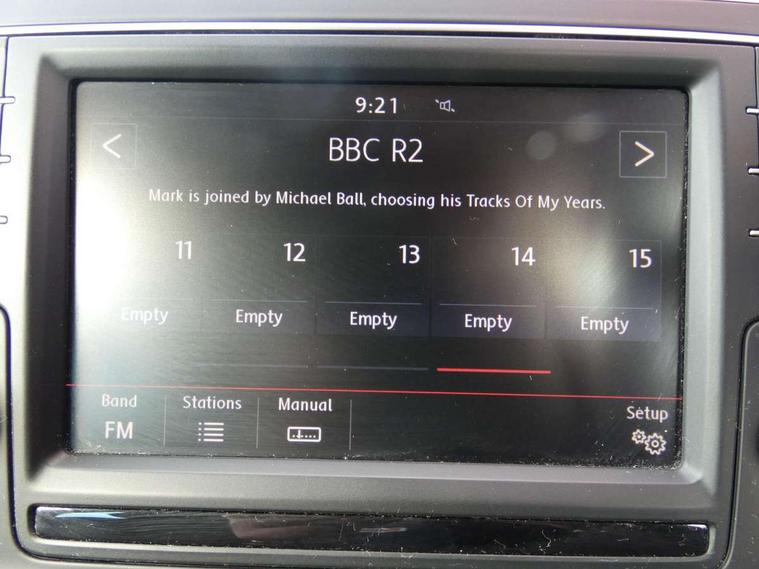 9:21
BBC R2
Mark is joined by Michael Ball, choosing his Tracks Of My Years.
11 12 13 14 15
Empty Empty Empty Empty Empty
Band Stations Manual Setup
FM